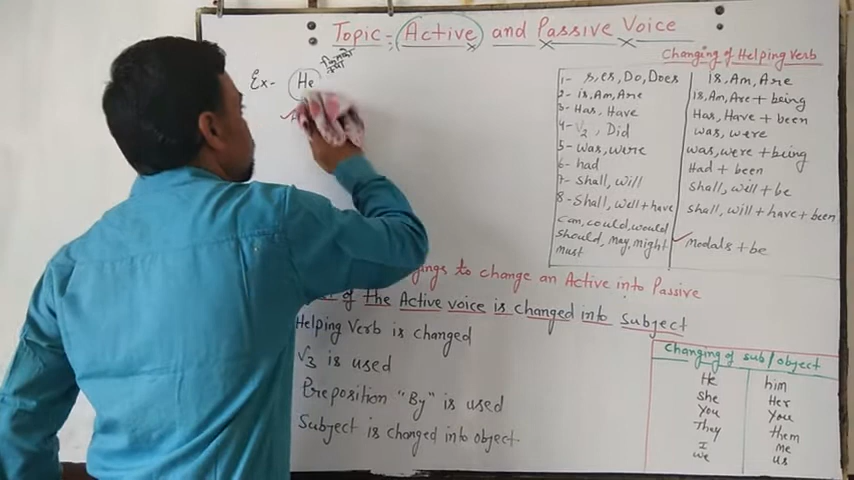 Topic :- Active and Passive Voice
Changing of Helping Verb
Ex- He
1- s, es, Do, Does Is, Am, Are
2- is, Am, Are is, Am, Are + being
3- Has, Have Has, Have + been
4- V2, Did was, were
5- was, were was, were + being
6- had Had + been
7- shall, will shall, will + be
8- shall, will + have shall, will + have + been
can, could, would
should, may, might
must Modals + be
to change an Active into Passive
of the Active voice is changed into Subject
Helping Verb is changed
V3 is used
Preposition "By" is used
Subject is changed into object
Changing of sub/object
He him
She Her
You You
They them
I me
we us